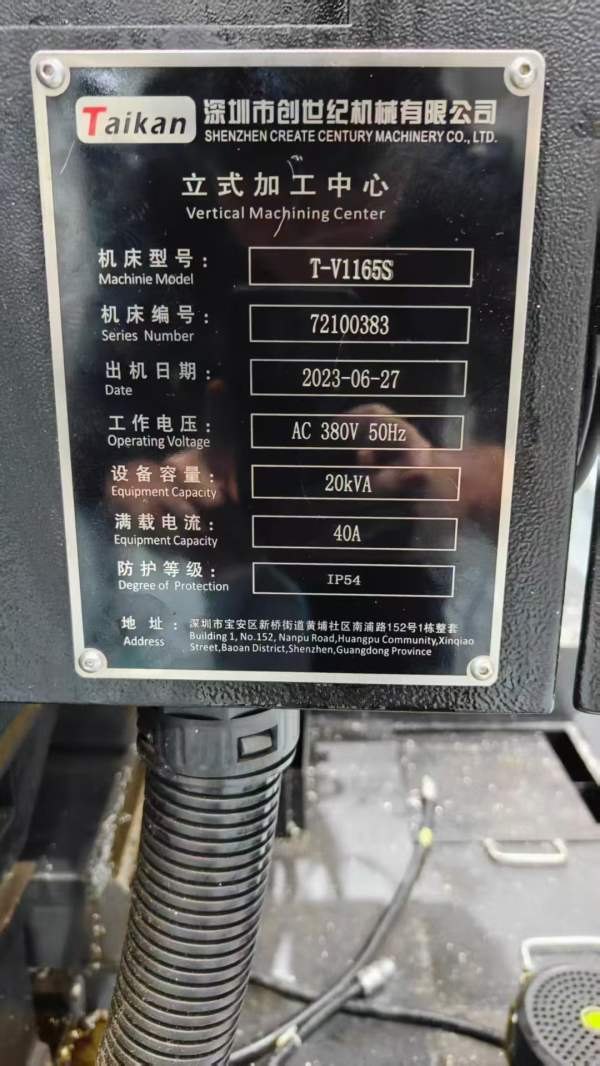 Taikan 深圳市创世纪机械有限公司
SHENZHEN CREATE CENTURY MACHINERY CO., LTD.
立式加工中心
Vertical Machining Center
机床型号: T-V1165S
Machinie Model
机床编号: 72100383
Series Number
出机日期: 2023-06-27
Date
工作电压: AC 380V 50Hz
Operating Voltage
设备容量: 20kVA
Equipment Capacity
满载电流: 40A
Equipment Capacity
防护等级: IP54
Degree of Protection
地址: 深圳市宝安区新桥街道黄埔社区南浦路152号1栋整套
Address Building 1, No.152, Nanpu Road,Huangpu Community,Xinqiao
Street,Baoan District,Shenzhen,Guangdong Province